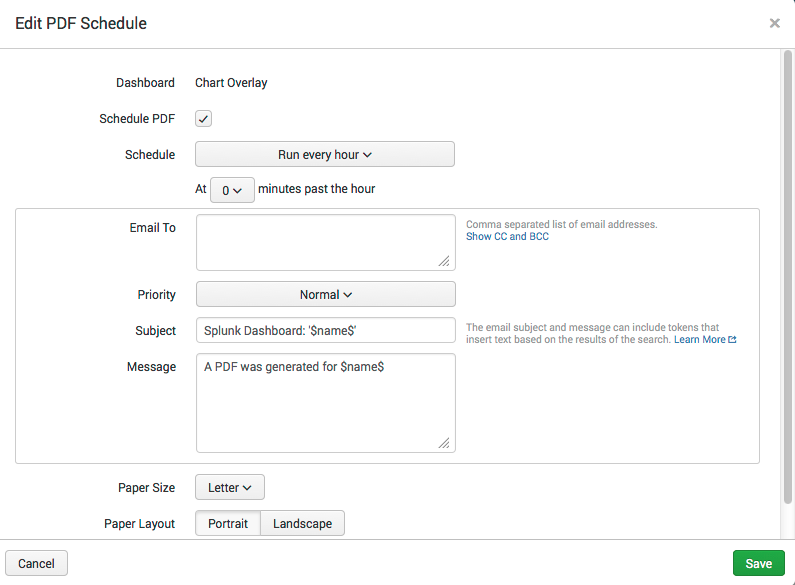 Edit PDF Schedule ×
Dashboard Chart Overlay
Schedule PDF
Schedule Run every hour
At 0 minutes past the hour
Email To Comma separated list of email addresses.
Show CC and BCC
Priority Normal
Subject Splunk Dashboard: '$name$' The email subject and message can include tokens that
insert text based on the results of the search. Learn More
Message A PDF was generated for $name$
Paper Size Letter
Paper Layout Portrait Landscape
Cancel Save